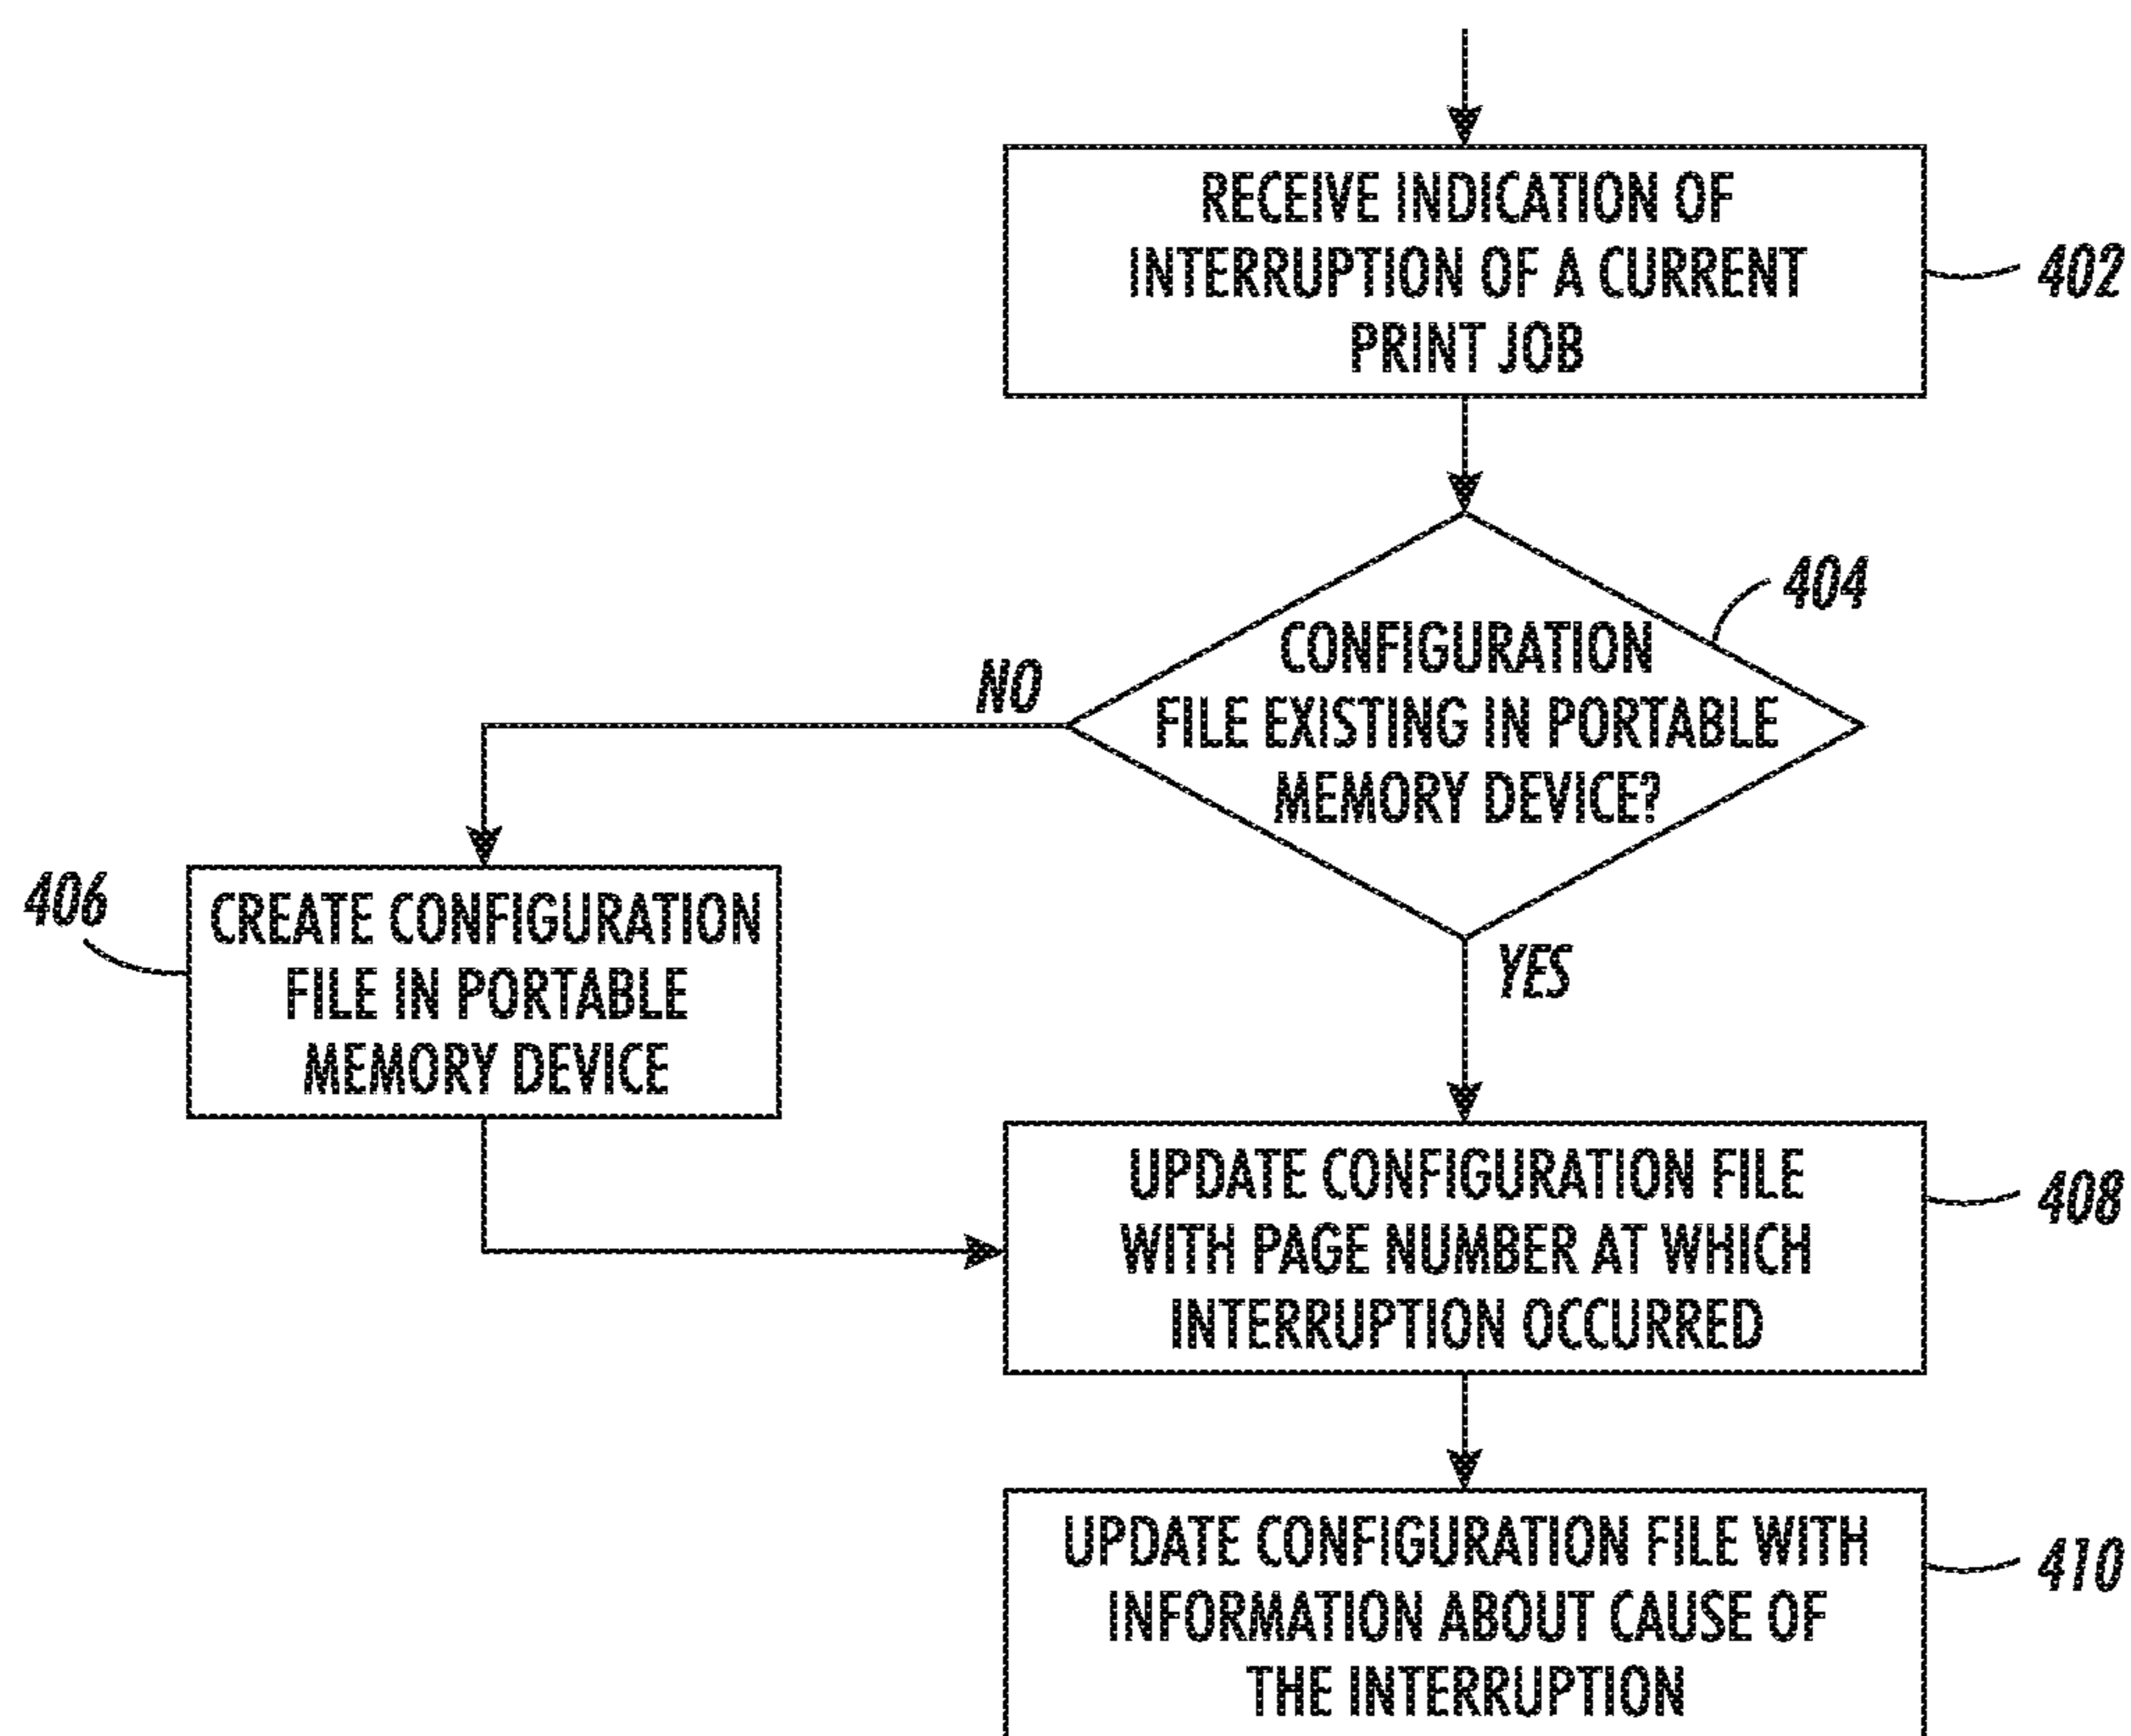 RECEIVE INDICATION OF
INTERRUPTION OF A CURRENT
PRINT JOB
402
404
CONFIGURATION
FILE EXISTING IN PORTABLE
MEMORY DEVICE?
NO
YES
406
CREATE CONFIGURATION
FILE IN PORTABLE
MEMORY DEVICE
UPDATE CONFIGURATION FILE
WITH PAGE NUMBER AT WHICH
INTERRUPTION OCCURRED
408
UPDATE CONFIGURATION FILE WITH
INFORMATION ABOUT CAUSE OF
THE INTERRUPTION
410